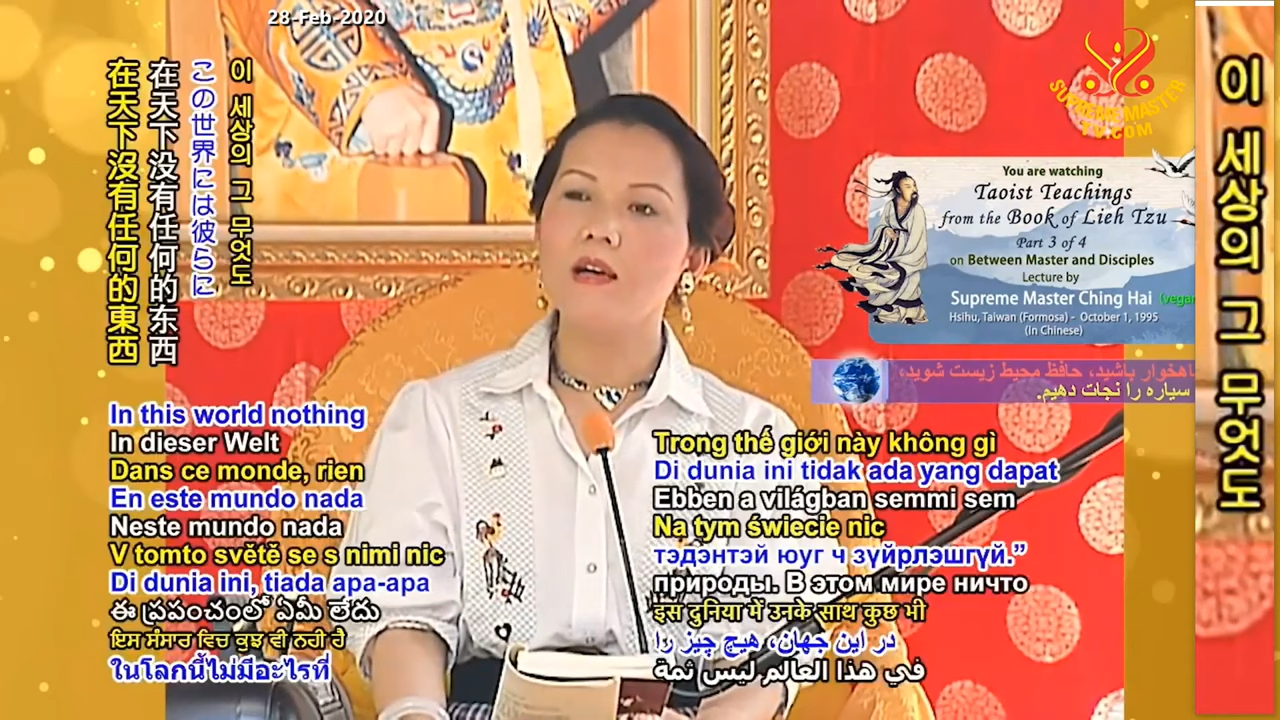 28-Feb-2020
이 세상의 그 무엇도
この世界には彼らに
在天下没有任何的东西
在天下沒有任何的東西
In this world nothing
In dieser Welt
Dans ce monde, rien
En este mundo nada
Neste mundo nada
V tomto světě se s nimi nic
Di dunia ini, tiada apa-apa
ఈ ప్రపంచంలో ఏమీ లేదు
ਇਸ ਸੰਸਾਰ ਵਿਚ ਕੁਝ ਵੀ ਨਹੀ ਹੈ
ในโลกนี้ไม่มีอะไรที่
Trong thế giới này không gì
Di dunia ini tidak ada yang dapat
Ebben a világban semmi sem
Na tym świecie nic
тэдэнтэй юуг ч зүйрлэшгүй.”
природы. В этом мире ничто
इस दुनिया में उनके साथ कुछ भी
در این جهان، هیچ چیز را
في هذا العالم ليس ثمة
SUPREME MASTER
TV.COM
You are watching
Taoist Teachings
from the Book of Lieh Tzu
Part 3 of 4
on Between Master and Disciples
Lecture by
Supreme Master Ching Hai (vegan
Hsihu, Taiwan (Formosa) - October 1, 1995
(In Chinese)
باشید، حافظ محیط زیست شوید،
سیاره را نجات دهیم.
이 세상의 그 무엇도